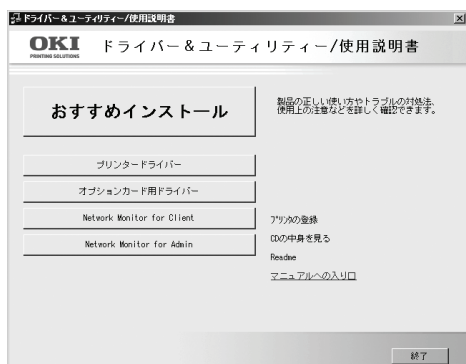 ドライバー&ユーティリティー/使用説明書
OKI
PRINTING SOLUTIONS
ドライバー&ユーティリティー/使用説明書
おすすめインストール
製品の正しい使い方やトラブルの対処法、
使用上の注意などを詳しく確認できます。
プリンタードライバー
オプションカード用ドライバー
Network Monitor for Client
Network Monitor for Admin
プリンタの登録
CDの中身を見る
Readme
マニュアルへの入り口
終了